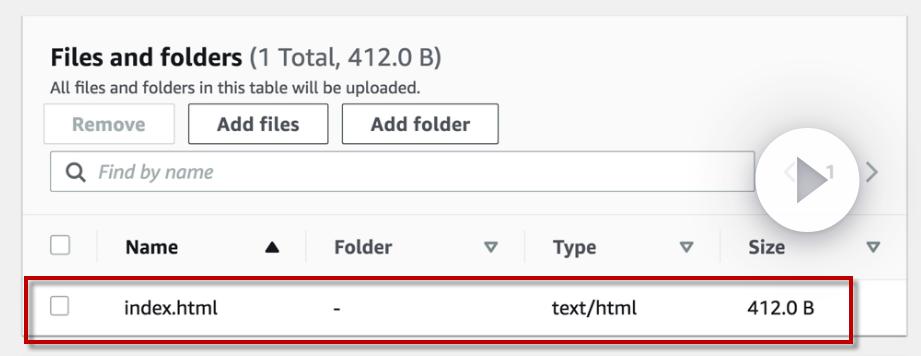 Files and folders (1 Total, 412.0 B)
All files and folders in this table will be uploaded.
Remove Add files Add folder
Find by name 1
Name Folder Type Size
index.html - text/html 412.0 B